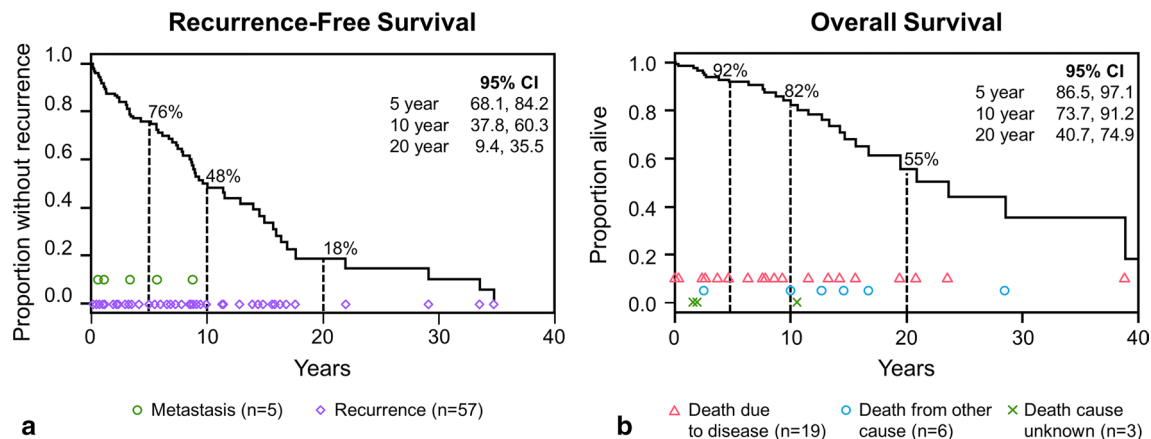 Recurrence-Free Survival
Proportion without recurrence
1.0
0.8
0.6
0.4
0.2
0.0
76%
48%
18%
95% CI
5 year 68.1, 84.2
10 year 37.8, 60.3
20 year 9.4, 35.5
0 10 20 30 40
Years
Metastasis (n=5) Recurrence (n=57)
a
Overall Survival
Proportion alive
1.0
0.8
0.6
0.4
0.2
0.0
92%
82%
55%
95% CI
5 year 86.5, 97.1
10 year 73.7, 91.2
20 year 40.7, 74.9
0 10 20 30 40
Years
Death due
to disease (n=19)
Death from other
cause (n=6)
Death cause
unknown (n=3)
b